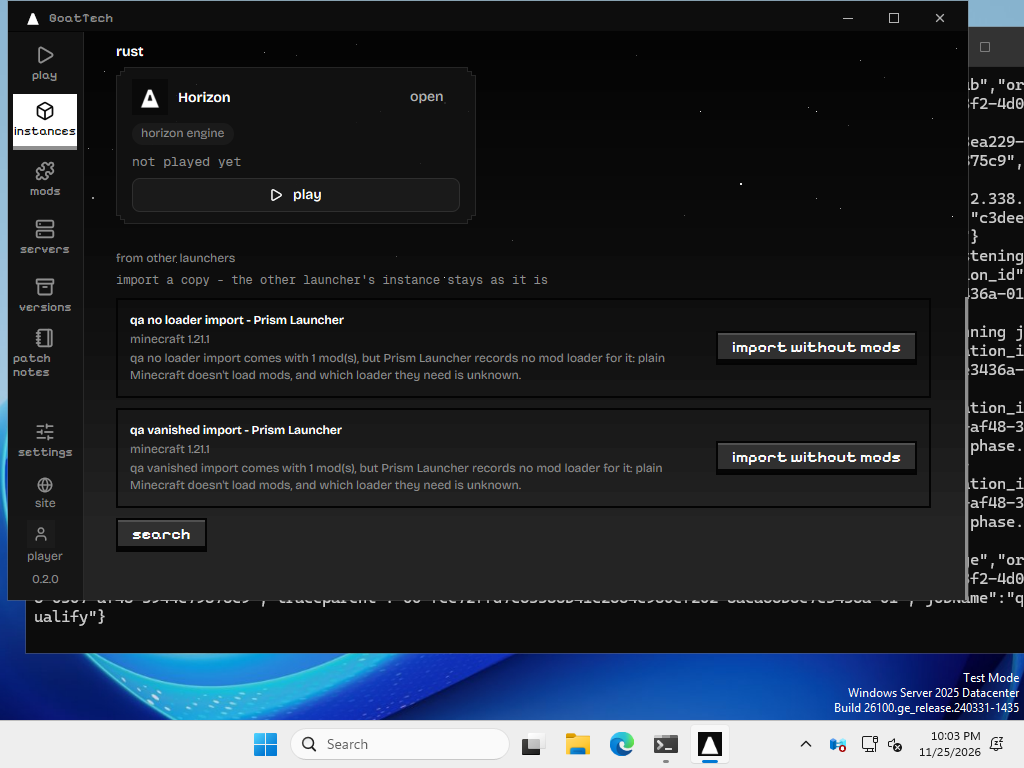 GoatTech
play
instances
mods
servers
versions
patch
notes
settings
site
player
0.2.0
rust
Horizon
open
horizon engine
not played yet
play
from other launchers
import a copy - the other launcher's instance stays as it is
qa no loader import - Prism Launcher
minecraft 1.21.1
qa no loader import comes with 1 mod(s), but Prism Launcher records no mod loader for it: plain
Minecraft doesn't load mods, and which loader they need is unknown.
import without mods
qa vanished import - Prism Launcher
minecraft 1.21.1
qa vanished import comes with 1 mod(s), but Prism Launcher records no mod loader for it: plain
Minecraft doesn't load mods, and which loader they need is unknown.
import without mods
search
ualify"}
Test Mode
Windows Server 2025 Datacenter
Build 26100.ge_release.240331-1435
Search
10:03 PM
11/25/2026